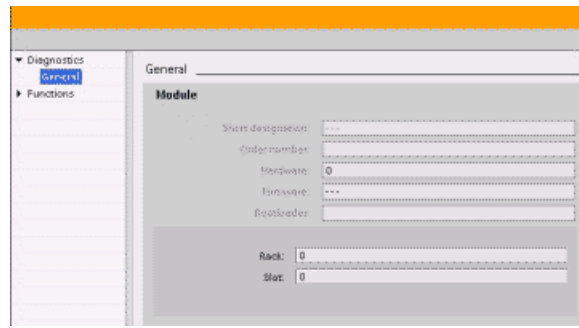 Diagnostics
General
Functions
General
Module
Short designation: ---
Order number:
Hardware: 0
Firmware: ---
Bootloader:
Rack: 0
Slot: 0